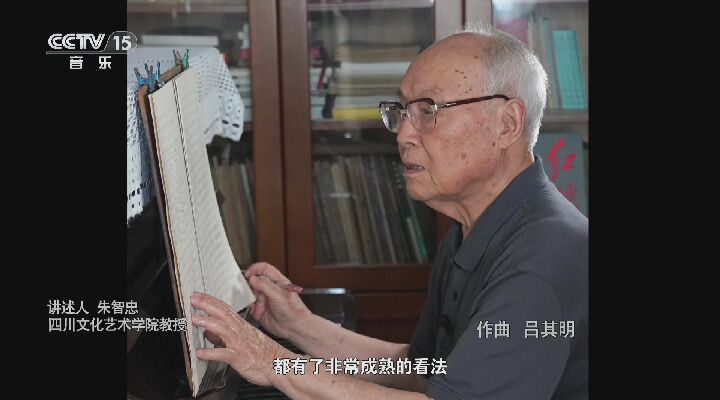 CCTV 15
音乐
红
讲述人 朱智忠
四川文化艺术学院教授
作曲 吕其明
都有了非常成熟的看法